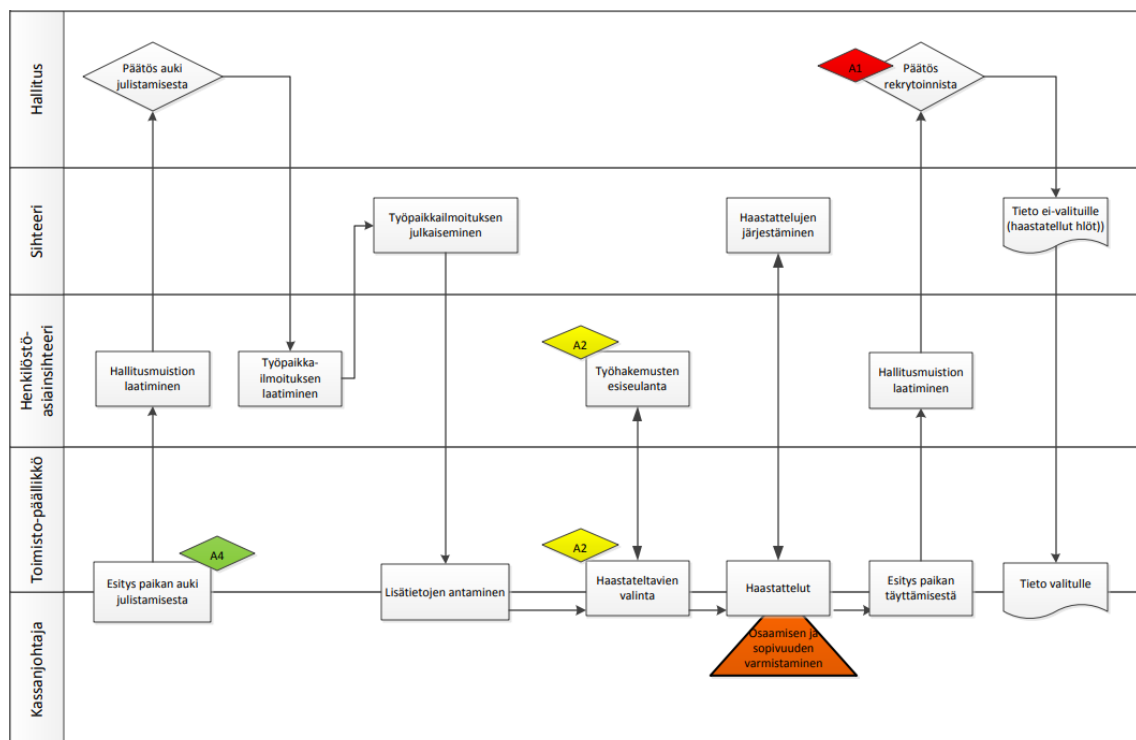 Hallitus
Päätös auki
julistamisesta
A1
Päätös
rekrytoinnista
Sihteeri
Työpaikkailmoituksen
julkaiseminen
Haastattelujen
järjestäminen
Tieto ei-valituille
(haastatellut hlöt))
Henkilöstö-
asiainsihteeri
Hallitusmuistion
laatiminen
Työpaikka-
ilmoituksen
laatiminen
A2
Työhakemusten
esiseulanta
Hallitusmuistion
laatiminen
Toimisto-päällikkö
A4
Esitys paikan auki
julistamisesta
Lisätietojen antaminen
A2
Haastateltavien
valinta
Haastattelut
Esitys paikan
täyttämisestä
Tieto valitulle
Kassanjohtaja
Osaamisen ja
sopivuuden
varmistaminen